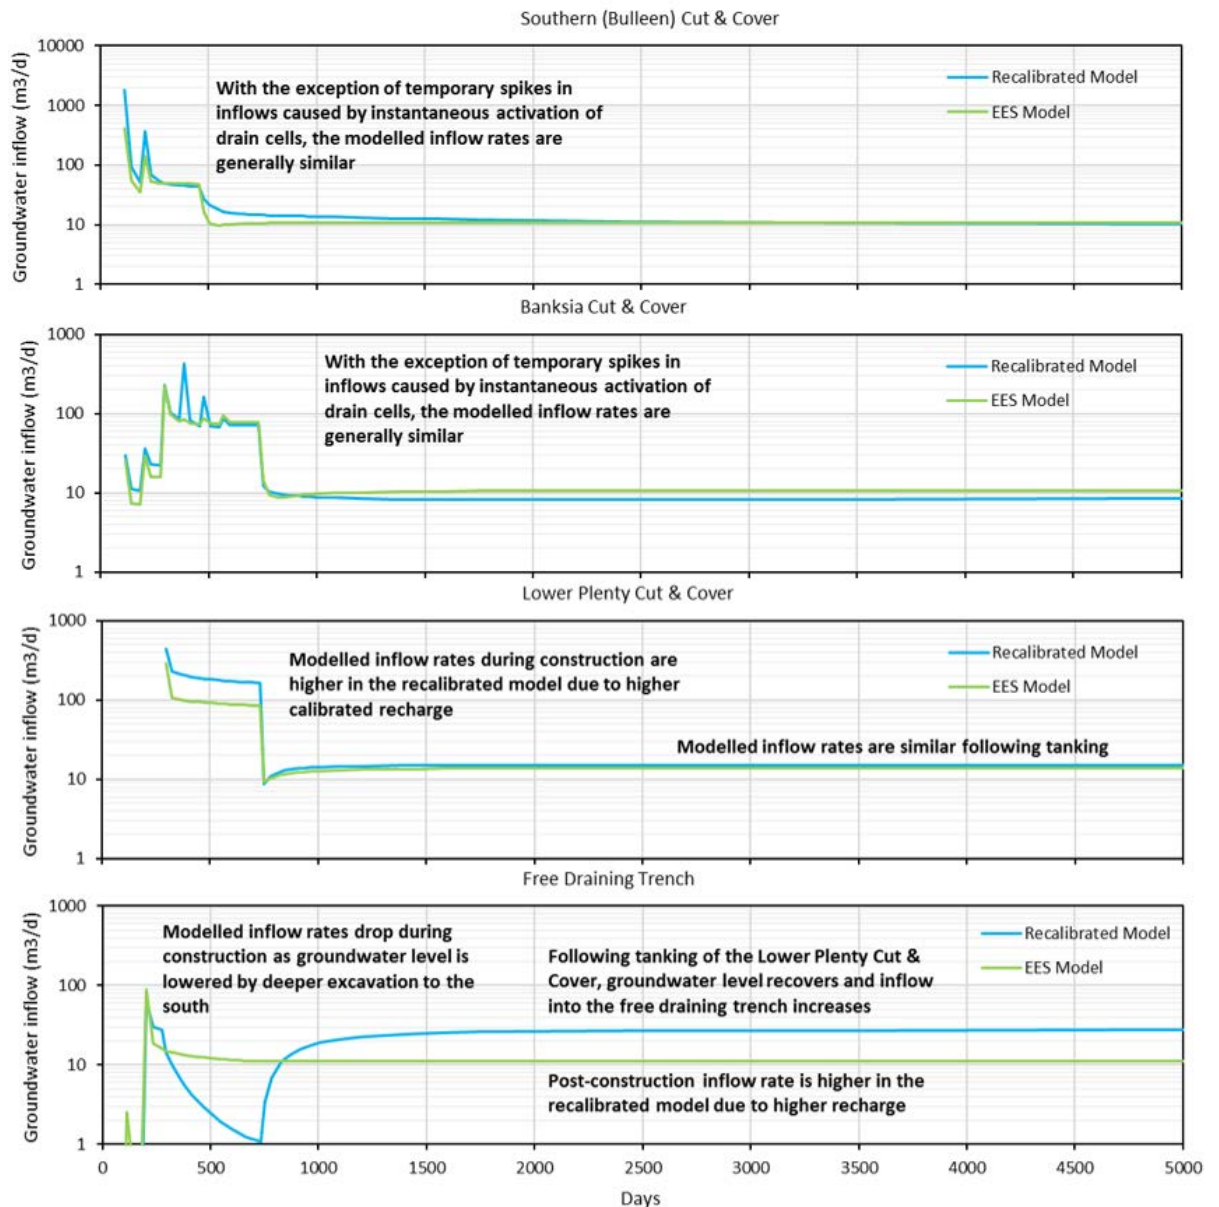 Southern (Bulleen) Cut & Cover
Groundwater inflow (m3/d)
10000
1000
100
10
1
With the exception of temporary spikes in
inflows caused by instantaneous activation of
drain cells, the modelled inflow rates are
generally similar
Recalibrated Model
EES Model
Banksia Cut & Cover
Groundwater inflow (m3/d)
1000
100
10
1
With the exception of temporary spikes in
inflows caused by instantaneous activation of
drain cells, the modelled inflow rates are
generally similar
Recalibrated Model
EES Model
Lower Plenty Cut & Cover
Groundwater inflow (m3/d)
1000
100
10
1
Modelled inflow rates during construction are
higher in the recalibrated model due to higher
calibrated recharge
Recalibrated Model
EES Model
Modelled inflow rates are similar following tanking
Free Draining Trench
Groundwater inflow (m3/d)
1000
100
10
1
Modelled inflow rates drop during
construction as groundwater level is
lowered by deeper excavation to the
south
Following tanking of the Lower Plenty Cut &
Cover, groundwater level recovers and inflow
into the free draining trench increases
Recalibrated Model
EES Model
Post-construction inflow rate is higher in the
recalibrated model due to higher recharge
0 500 1000 1500 2000 2500 3000 3500 4000 4500 5000
Days